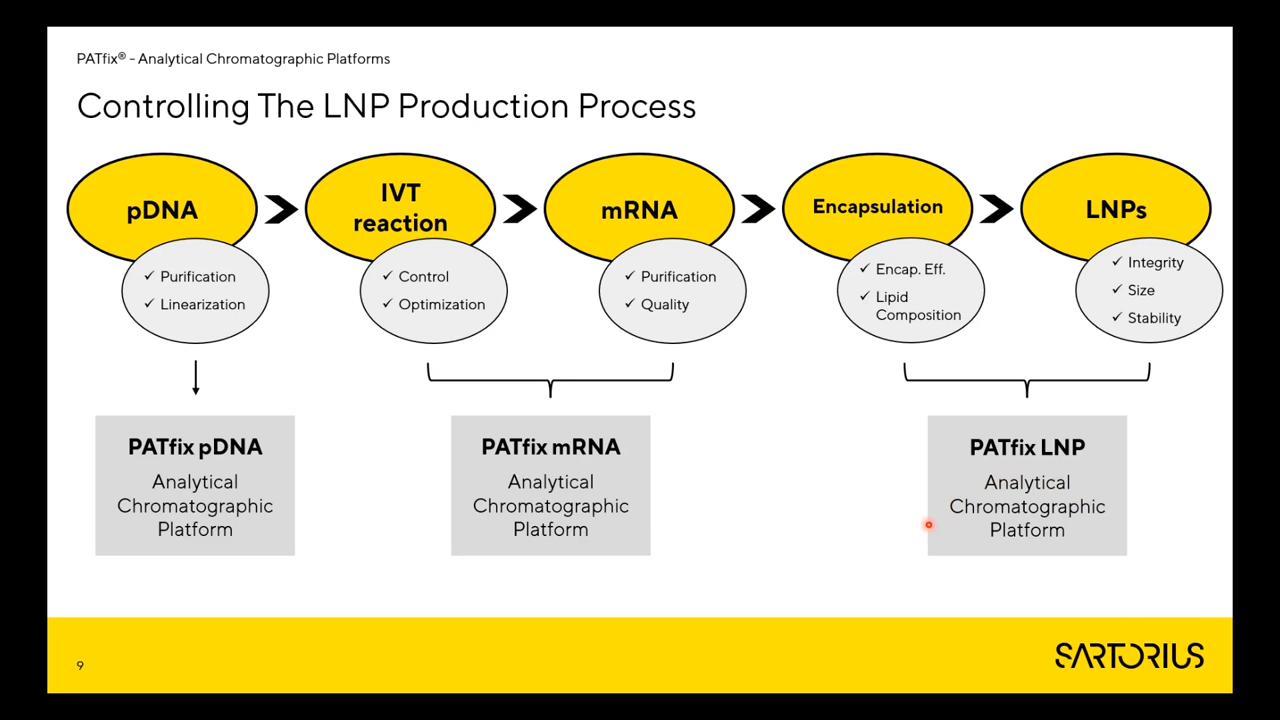 PATfix® - Analytical Chromatographic Platforms
Controlling The LNP Production Process
pDNA
✓ Purification
✓ Linearization
IVT
reaction
✓ Control
✓ Optimization
mRNA
✓ Purification
✓ Quality
Encapsulation
✓ Encap. Eff.
✓ Lipid
Composition
LNPs
✓ Integrity
✓ Size
✓ Stability
PATfix pDNA
Analytical
Chromatographic
Platform
PATfix mRNA
Analytical
Chromatographic
Platform
PATfix LNP
Analytical
Chromatographic
Platform
9
SARTORIUS